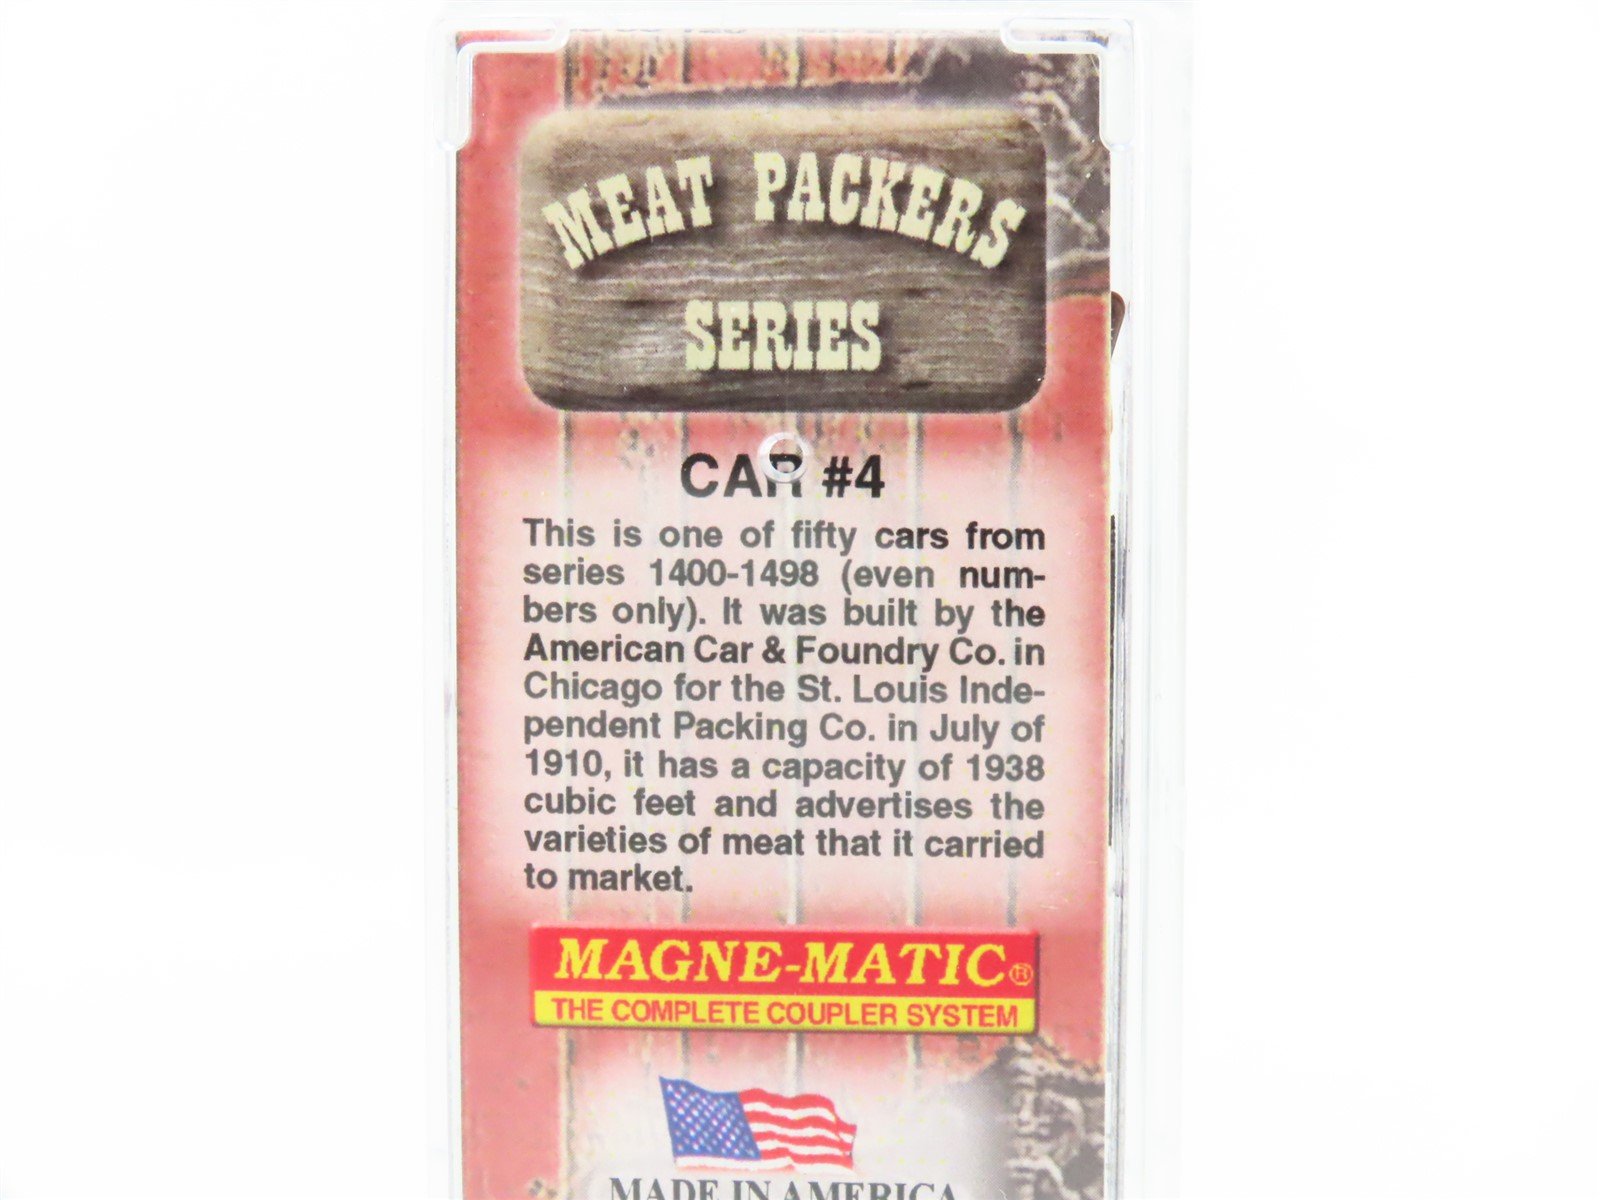 MEAT PACKERS
SERIES
CAR #4
This is one of fifty cars from
series 1400-1498 (even num-
bers only). It was built by the
American Car & Foundry Co. in
Chicago for the St. Louis Inde-
pendent Packing Co. in July of
1910, it has a capacity of 1938
cubic feet and advertises the
varieties of meat that it carried
to market.
MAGNE-MATIC®
THE COMPLETE COUPLER SYSTEM
MADE IN AMERICA